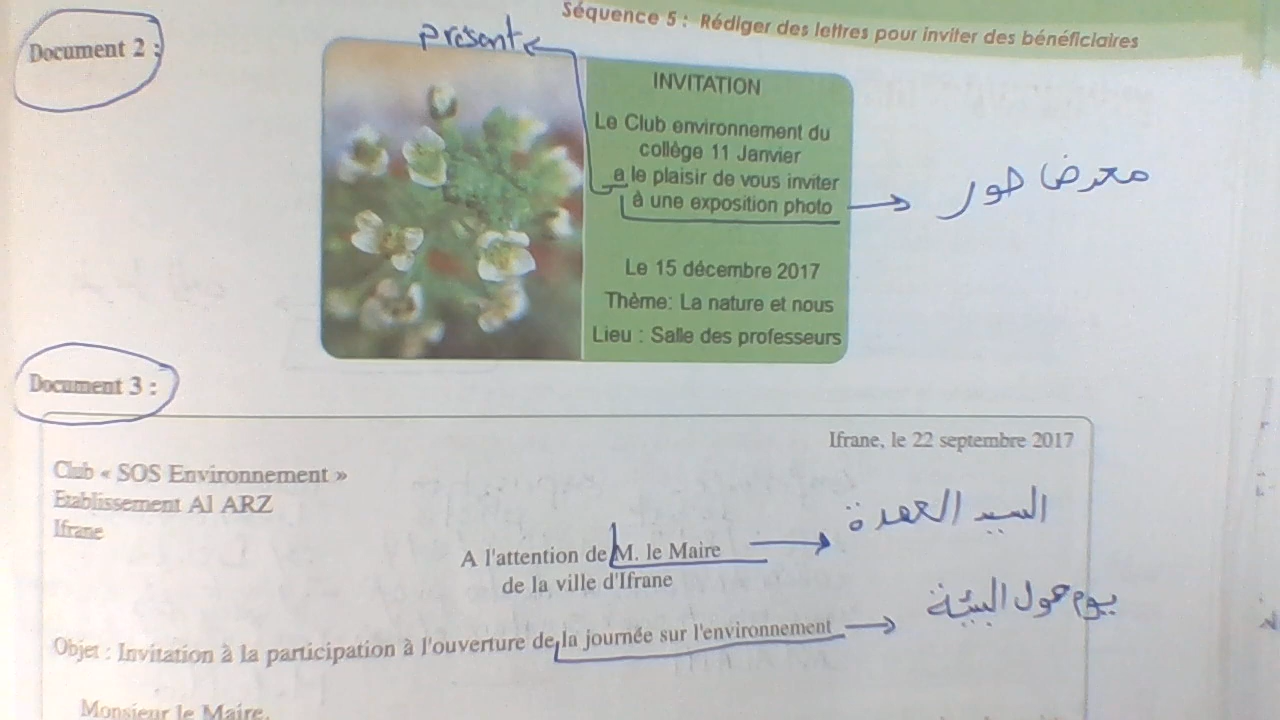 Séquence 5 : Rédiger des lettres pour inviter des bénéficiaires
Document 2 :
présent
INVITATION
Le Club environnement du
collège 11 Janvier
a le plaisir de vous inviter
à une exposition photo
معرض صور
Le 15 décembre 2017
Thème: La nature et nous
Lieu : Salle des professeurs
Document 3 :
Ifrane, le 22 septembre 2017
Club « SOS Environnement »
Etablissement Al ARZ
Ifrane
A l'attention de M. le Maire
السيد العمدة
de la ville d'Ifrane
يوم حول البيئة
Objet : Invitation à la participation à l'ouverture de la journée sur l'environnement
Monsieur le Maire,